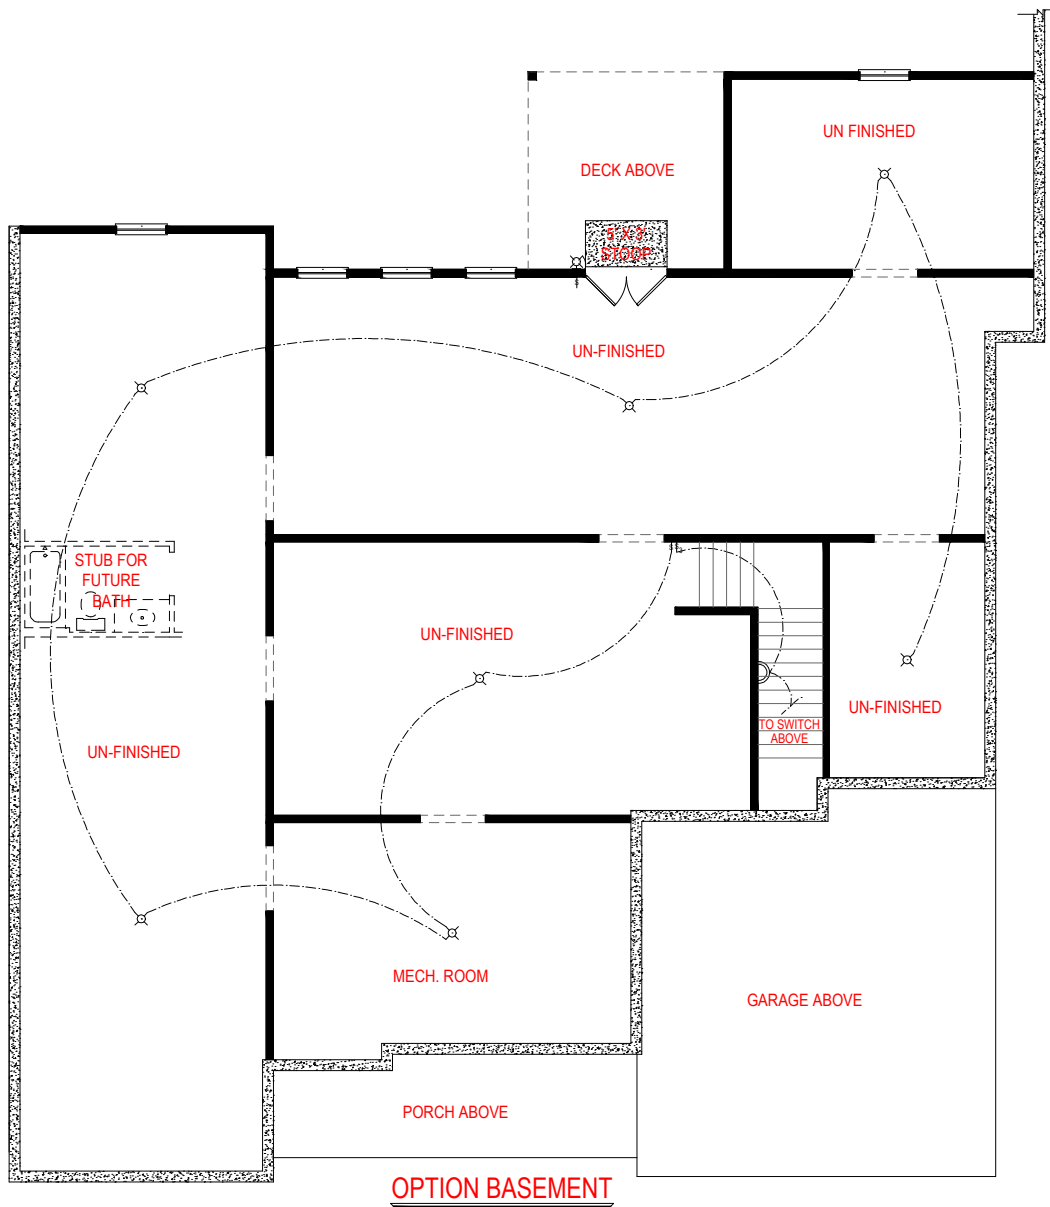 UN FINISHED
DECK ABOVE
5' X 3'
STOOP
UN-FINISHED
STUB FOR
FUTURE
BATH
UN-FINISHED
UN-FINISHED
TO SWITCH
ABOVE
UN-FINISHED
MECH. ROOM
GARAGE ABOVE
PORCH ABOVE
OPTION BASEMENT